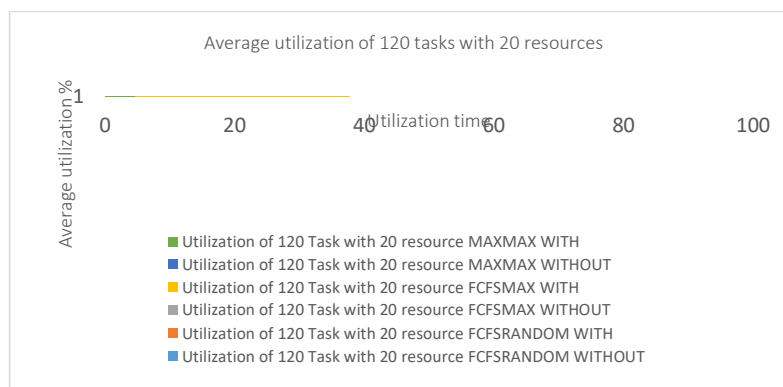 Average utilization of 120 tasks with 20 resources
Average utilization %
1
0 20 40 60 80 100
Utilization time
Utilization of 120 Task with 20 resource MAXMAX WITH
Utilization of 120 Task with 20 resource MAXMAX WITHOUT
Utilization of 120 Task with 20 resource FCFSMAX WITH
Utilization of 120 Task with 20 resource FCFSMAX WITHOUT
Utilization of 120 Task with 20 resource FCFSRANDOM WITH
Utilization of 120 Task with 20 resource FCFSRANDOM WITHOUT